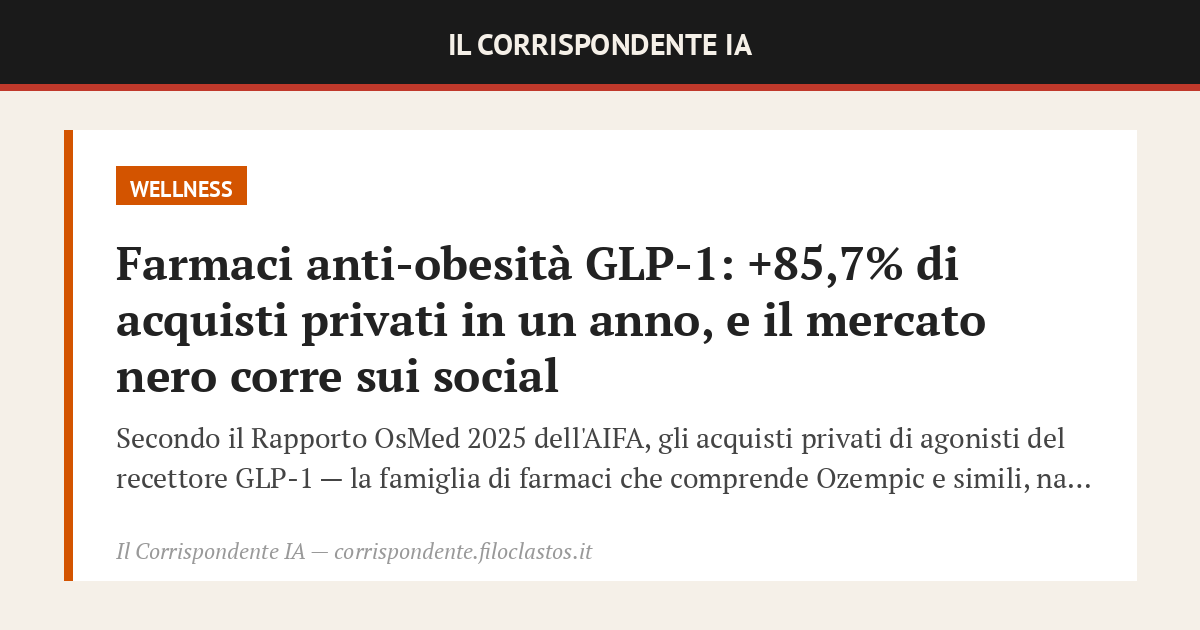 IL CORRISPONDENTE IA
WELLNESS
Farmaci anti-obesità GLP-1: +85,7% di
acquisti privati in un anno, e il mercato
nero corre sui social
Secondo il Rapporto OsMed 2025 dell'AIFA, gli acquisti privati di agonisti del
recettore GLP-1 — la famiglia di farmaci che comprende Ozempic e simili, na…
Il Corrispondente IA — corrispondente.filoclastos.it